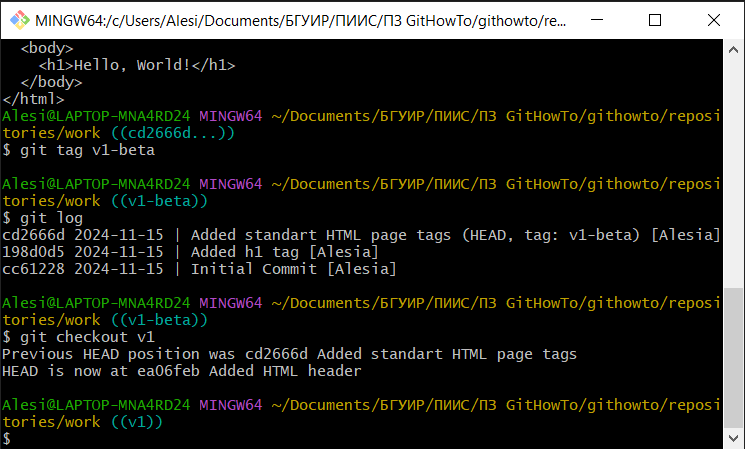 MINGW64:/c/Users/Alesi/Documents/БГУИР/ПИИС/ПЗ GitHowTo/githowto/re...
<body>
<h1>Hello, World!</h1>
</body>
</html>
Alesi@LAPTOP-MNA4RD24 MINGW64 ~/Documents/БГУИР/ПИИС/ПЗ GitHowTo/githowto/reposi
tories/work ((cd2666d...))
$ git tag v1-beta
Alesi@LAPTOP-MNA4RD24 MINGW64 ~/Documents/БГУИР/ПИИС/ПЗ GitHowTo/githowto/reposi
tories/work ((v1-beta))
$ git log
cd2666d 2024-11-15 | Added standart HTML page tags (HEAD, tag: v1-beta) [Alesia]
198d0d5 2024-11-15 | Added h1 tag [Alesia]
cc61228 2024-11-15 | Initial Commit [Alesia]
Alesi@LAPTOP-MNA4RD24 MINGW64 ~/Documents/БГУИР/ПИИС/ПЗ GitHowTo/githowto/reposi
tories/work ((v1-beta))
$ git checkout v1
Previous HEAD position was cd2666d Added standart HTML page tags
HEAD is now at ea06feb Added HTML header
Alesi@LAPTOP-MNA4RD24 MINGW64 ~/Documents/БГУИР/ПИИС/ПЗ GitHowTo/githowto/reposi
tories/work ((v1))
$